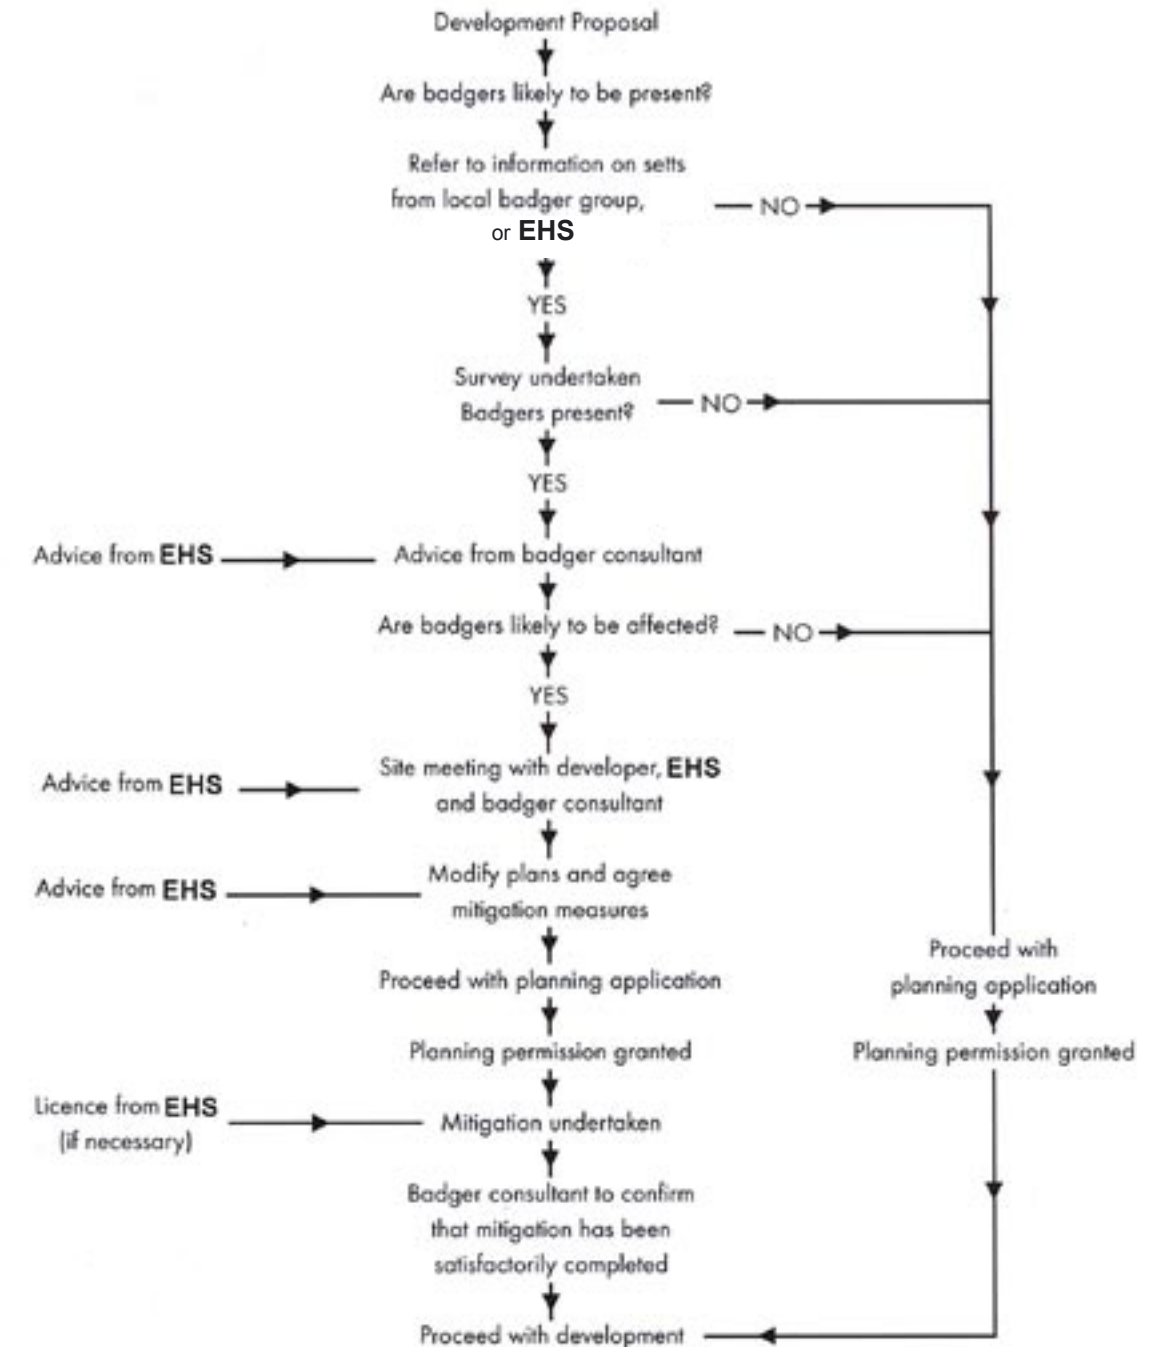 Development Proposal
Are badgers likely to be present?
Refer to information on setts
from local badger group,
or EHS
NO
YES
Survey undertaken
Badgers present?
NO
YES
Advice from EHS
Advice from badger consultant
Are badgers likely to be affected?
NO
YES
Advice from EHS
Site meeting with developer, EHS
and badger consultant
Advice from EHS
Modify plans and agree
mitigation measures
Proceed with planning application
Planning permission granted
Licence from EHS
(if necessary)
Mitigation undertaken
Badger consultant to confirm
that mitigation has been
satisfactorily completed
Proceed with
planning application
Planning permission granted
Proceed with development